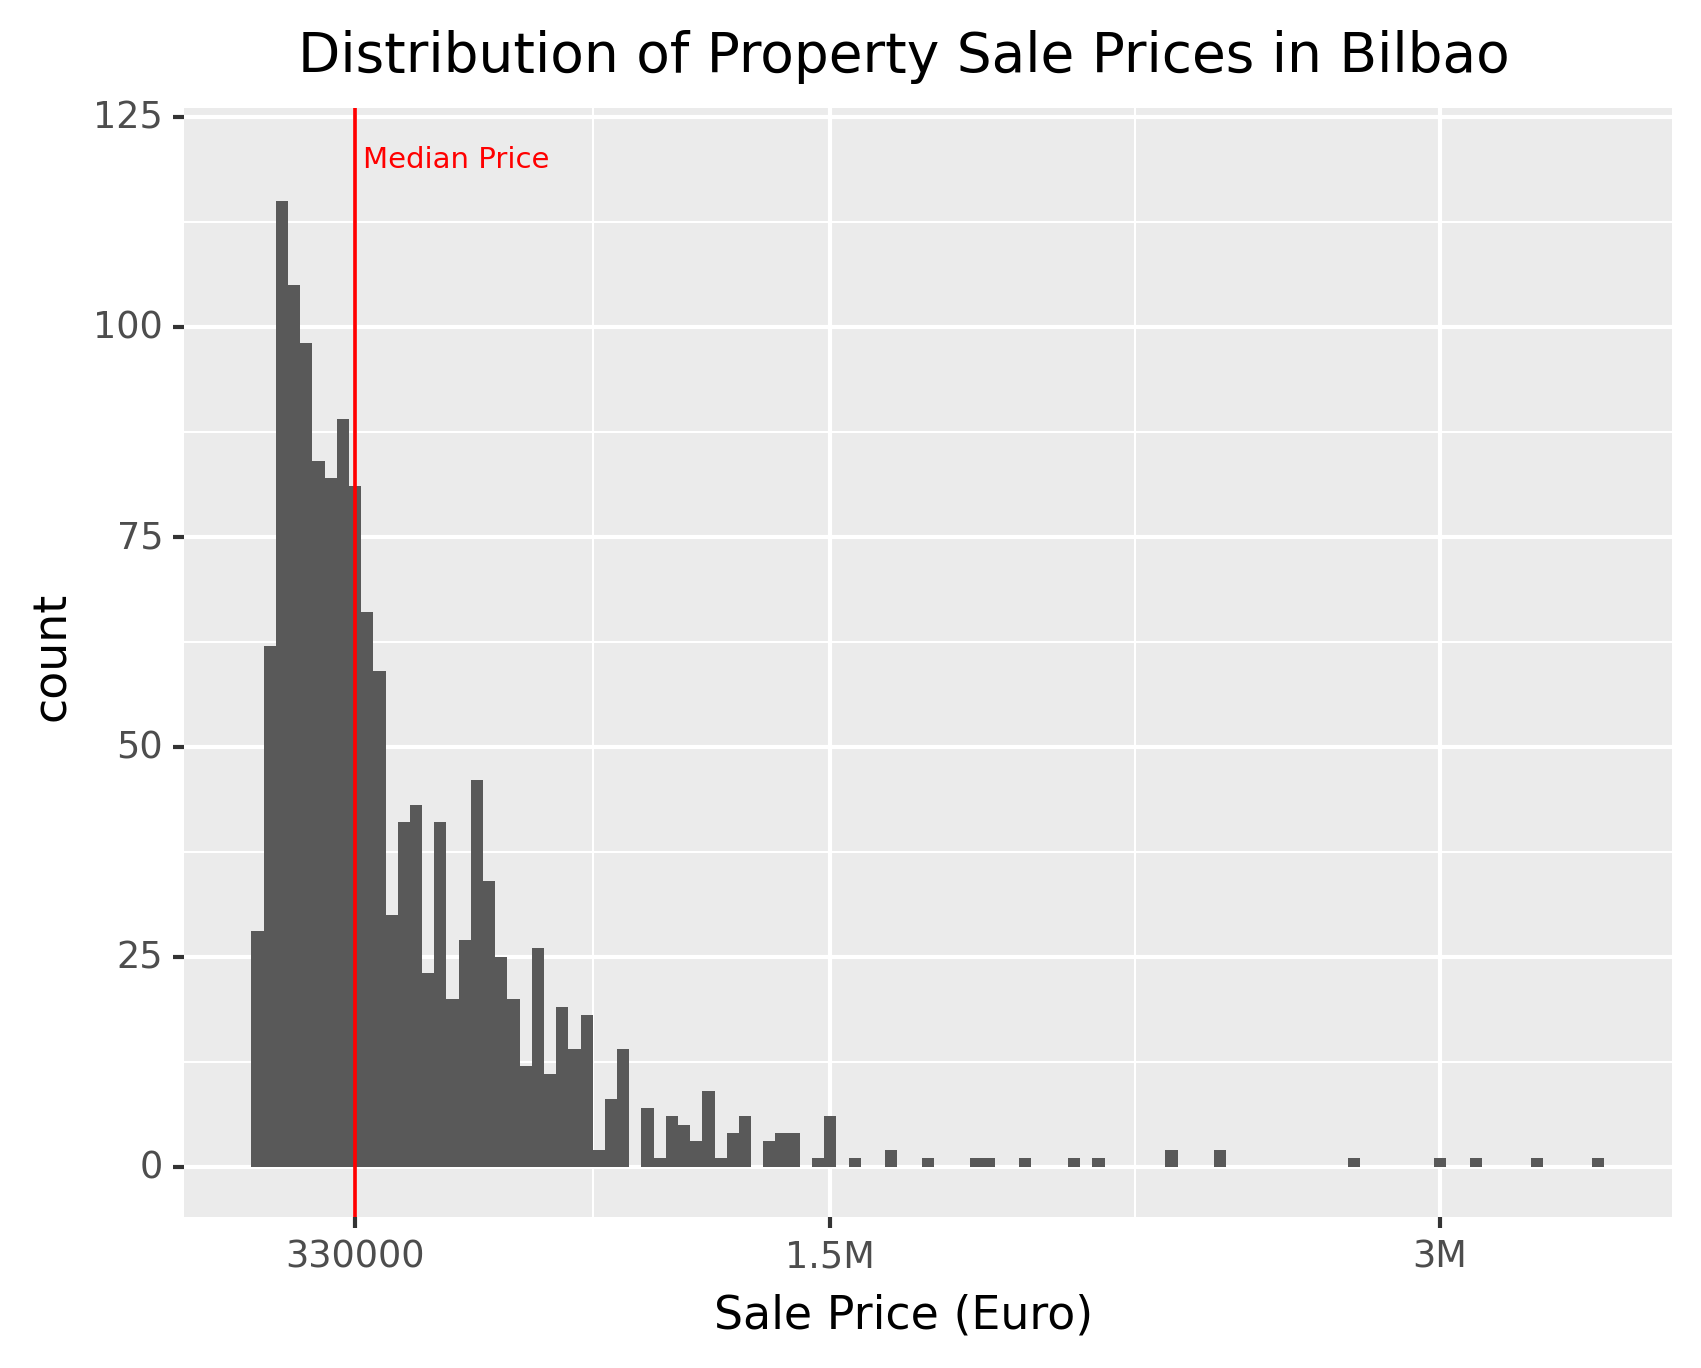 Distribution of Property Sale Prices in Bilbao
125
Median Price
100
75
50
25
0
count
330000
1.5M
3M
Sale Price (Euro)